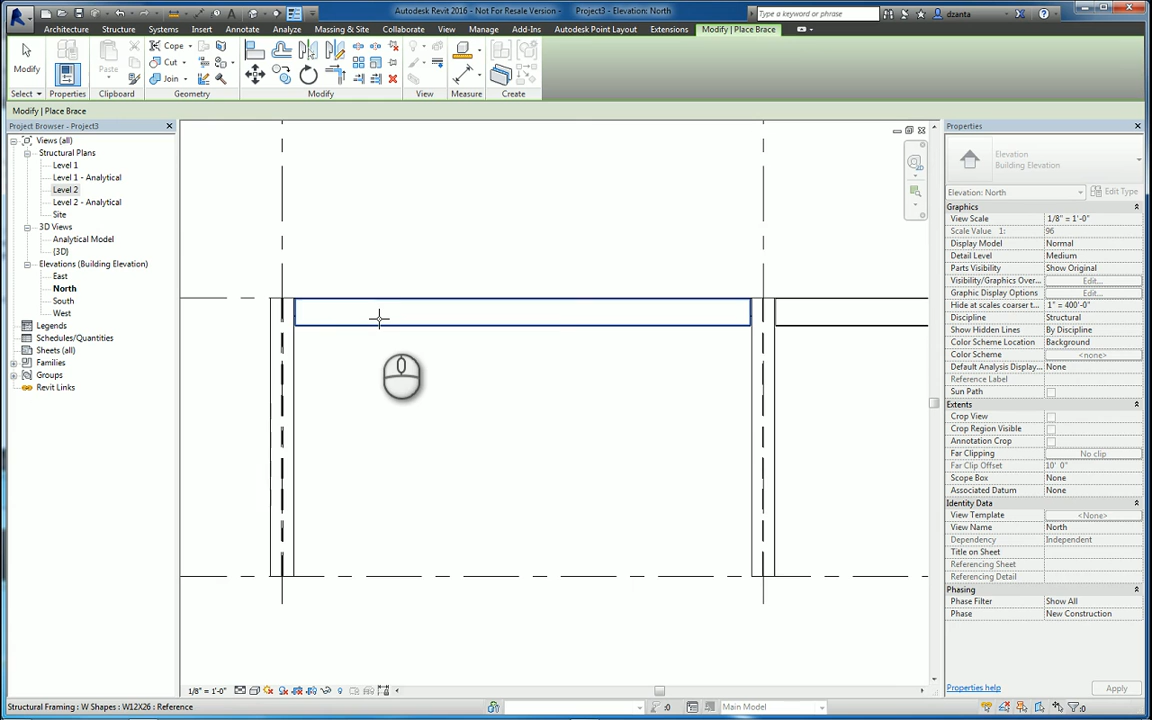 Autodesk Revit 2016 - Not For Resale Version - Project3 - Elevation: North
Type a keyword or phrase
dzanta
Architecture Structure Systems Insert Annotate Analyze Massing & Site Collaborate View Manage Add-Ins Autodesk Point Layout Extensions Modify | Place Brace
Modify
Properties
Paste
Cope
Cut
Join
Select Properties Clipboard Geometry Modify View Measure Create
Modify | Place Brace
Project Browser - Project3
Views (all)
Structural Plans
Level 1
Level 1 - Analytical
Level 2
Level 2 - Analytical
Site
3D Views
Analytical Model
{3D}
Elevations (Building Elevation)
East
North
South
West
Legends
Schedules/Quantities
Sheets (all)
Families
Groups
Revit Links
Properties
Elevation
Building Elevation
Elevation: North Edit Type
Graphics
View Scale 1/8" = 1'-0"
Scale Value 1: 96
Display Model Normal
Detail Level Medium
Parts Visibility Show Original
Visibility/Graphics Over... Edit...
Graphic Display Options Edit...
Hide at scales coarser t... 1" = 400'-0"
Discipline Structural
Show Hidden Lines By Discipline
Color Scheme Location Background
Color Scheme <none>
Default Analysis Display... None
Reference Label
Sun Path
Extents
Crop View
Crop Region Visible
Annotation Crop
Far Clipping No clip
Far Clip Offset 10' 0"
Scope Box None
Associated Datum None
Identity Data
View Template <None>
View Name North
Dependency Independent
Title on Sheet
Referencing Sheet
Referencing Detail
Phasing
Phase Filter Show All
Phase New Construction
Properties help Apply
1/8" = 1'-0"
Structural Framing : W Shapes : W12X26 : Reference
:0
Main Model
:0